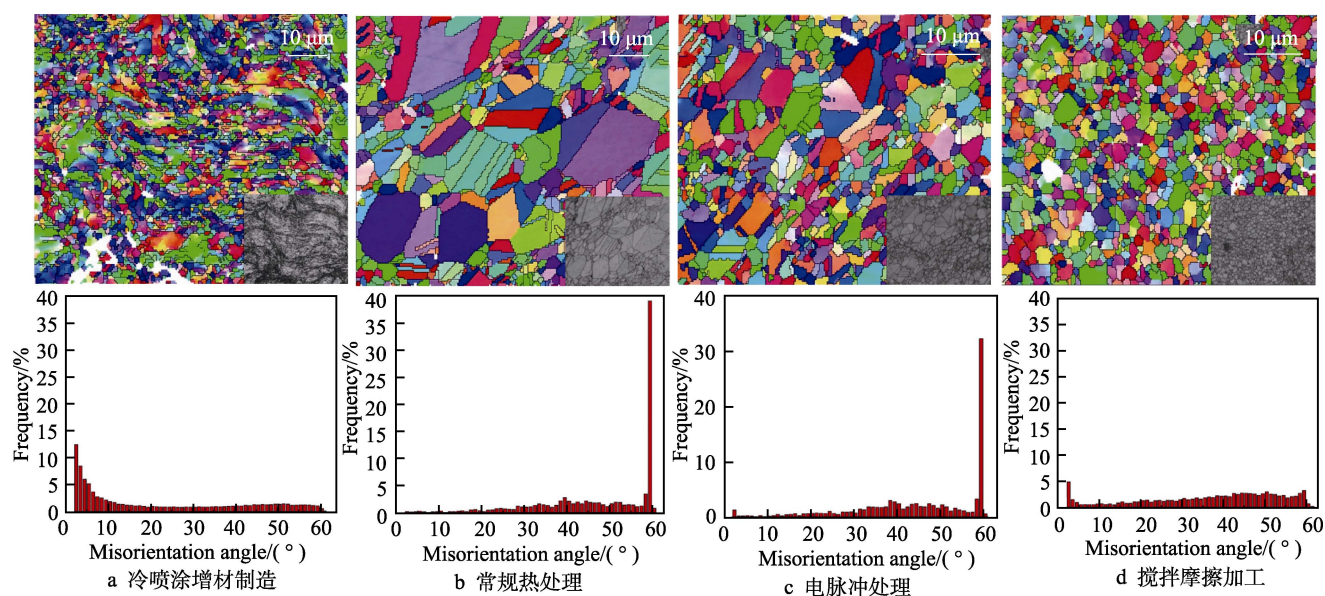 10 μm
10 μm
10 μm
10 μm
Frequency/%
40
35
30
25
20
15
10
5
0
0 10 20 30 40 50 60
Misorientation angle/( ° )
a 冷喷涂增材制造
Frequency/%
40
35
30
25
20
15
10
5
0
0 10 20 30 40 50 60
Misorientation angle/( ° )
b 常规热处理
Frequency/%
40
30
20
10
0
0 10 20 30 40 50 60
Misorientation angle/( ° )
c 电脉冲处理
Frequency/%
40
35
30
25
20
15
10
5
0
0 10 20 30 40 50 60
Misorientation angle/( ° )
d 搅拌摩擦加工